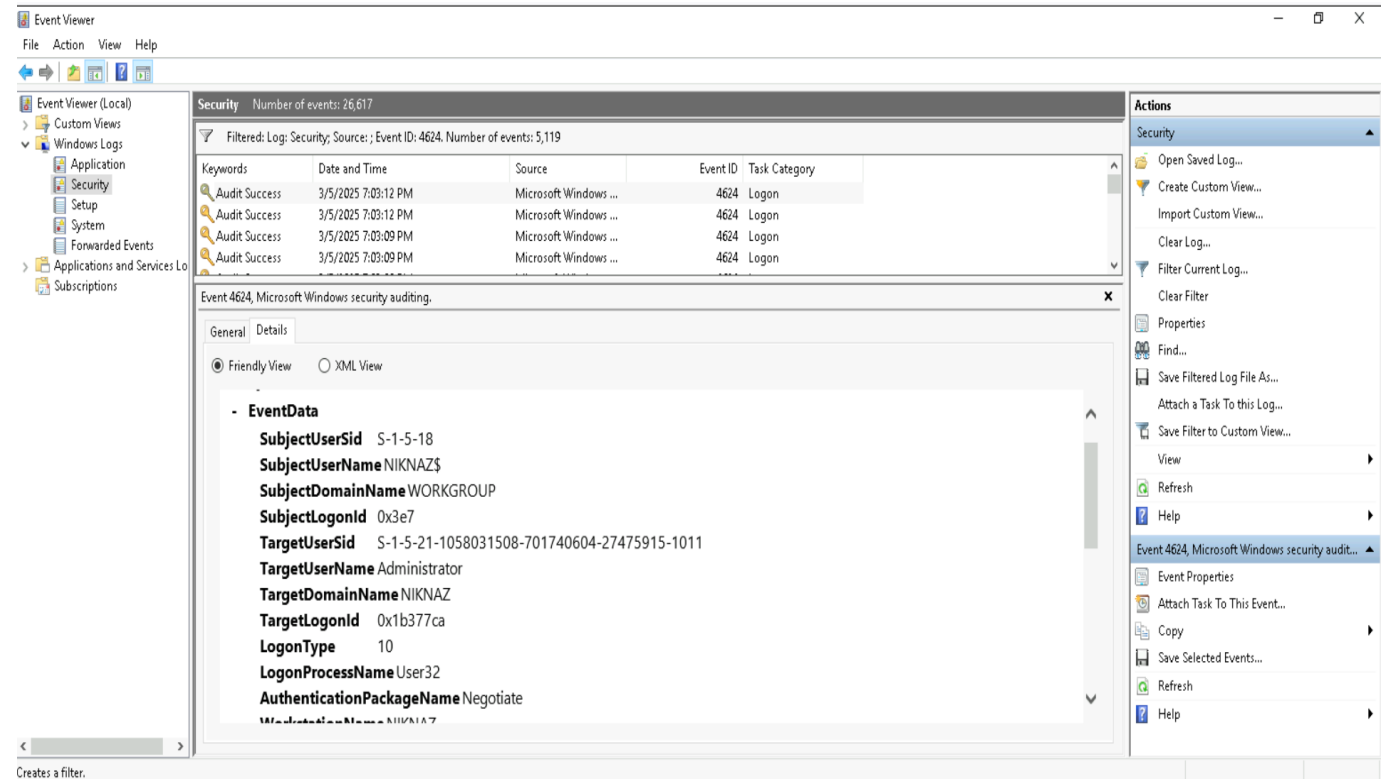 Event Viewer
File Action View Help
Event Viewer (Local)
Custom Views
Windows Logs
Application
Security
Setup
System
Forwarded Events
Applications and Services Lo
Subscriptions
Security Number of events: 26,617
Filtered: Log: Security; Source: ; Event ID: 4624. Number of events: 5,119
Keywords Date and Time Source Event ID Task Category
Audit Success 3/5/2025 7:03:12 PM Microsoft Windows ... 4624 Logon
Audit Success 3/5/2025 7:03:12 PM Microsoft Windows ... 4624 Logon
Audit Success 3/5/2025 7:03:09 PM Microsoft Windows ... 4624 Logon
Audit Success 3/5/2025 7:03:09 PM Microsoft Windows ... 4624 Logon
Event 4624, Microsoft Windows security auditing.
General Details
Friendly View XML View
- EventData
SubjectUserSid S-1-5-18
SubjectUserName NIKNAZ$
SubjectDomainName WORKGROUP
SubjectLogonId 0x3e7
TargetUserSid S-1-5-21-1058031508-701740604-27475915-1011
TargetUserName Administrator
TargetDomainName NIKNAZ
TargetLogonId 0x1b377ca
LogonType 10
LogonProcessName User32
AuthenticationPackageName Negotiate
WorkstationName NIKNAZ
Actions
Security
Open Saved Log...
Create Custom View...
Import Custom View...
Clear Log...
Filter Current Log...
Clear Filter
Properties
Find...
Save Filtered Log File As...
Attach a Task To this Log...
Save Filter to Custom View...
View
Refresh
Help
Event 4624, Microsoft Windows security audit...
Event Properties
Attach Task To This Event...
Copy
Save Selected Events...
Refresh
Help
Creates a filter.